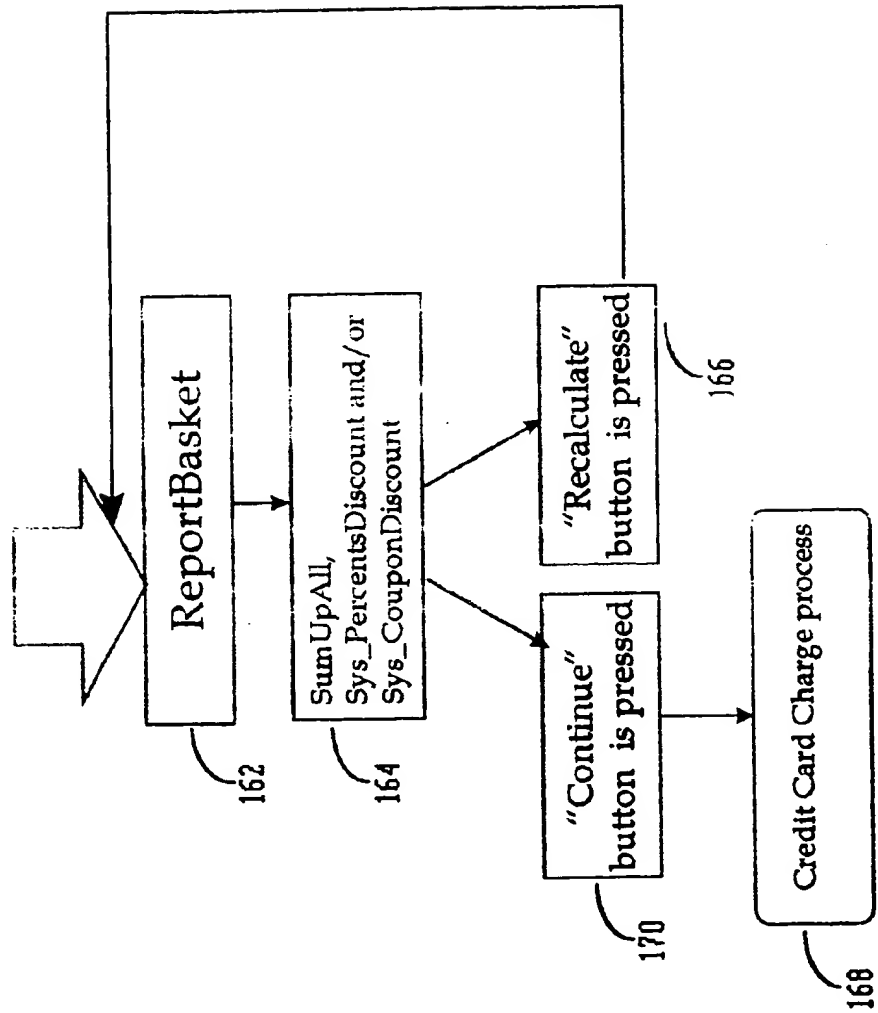 ReportBasket
162
SumUpAll,
Sys_PercentsDiscount and/or
Sys_CouponDiscount
164
"Continue"
button is pressed
170
"Recalculate"
button is pressed
166
Credit Card Charge process
168